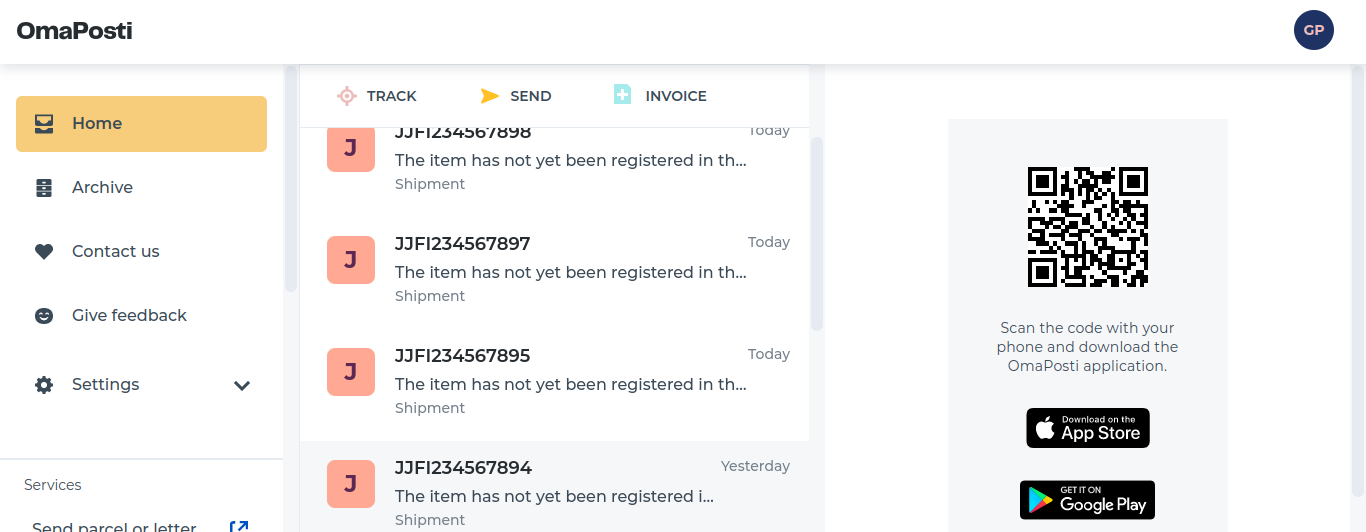 OmaPosti
GP
Home
Archive
Contact us
Give feedback
Settings
Services
Send parcel or letter
TRACK
SEND
INVOICE
J
JJFI234567898
Today
The item has not yet been registered in th...
Shipment
J
JJFI234567897
Today
The item has not yet been registered in th...
Shipment
J
JJFI234567895
Today
The item has not yet been registered in th...
Shipment
J
JJFI234567894
Yesterday
The item has not yet been registered i...
Shipment
Scan the code with your
phone and download the
OmaPosti application.
Download on the
App Store
GET IT ON
Google Play